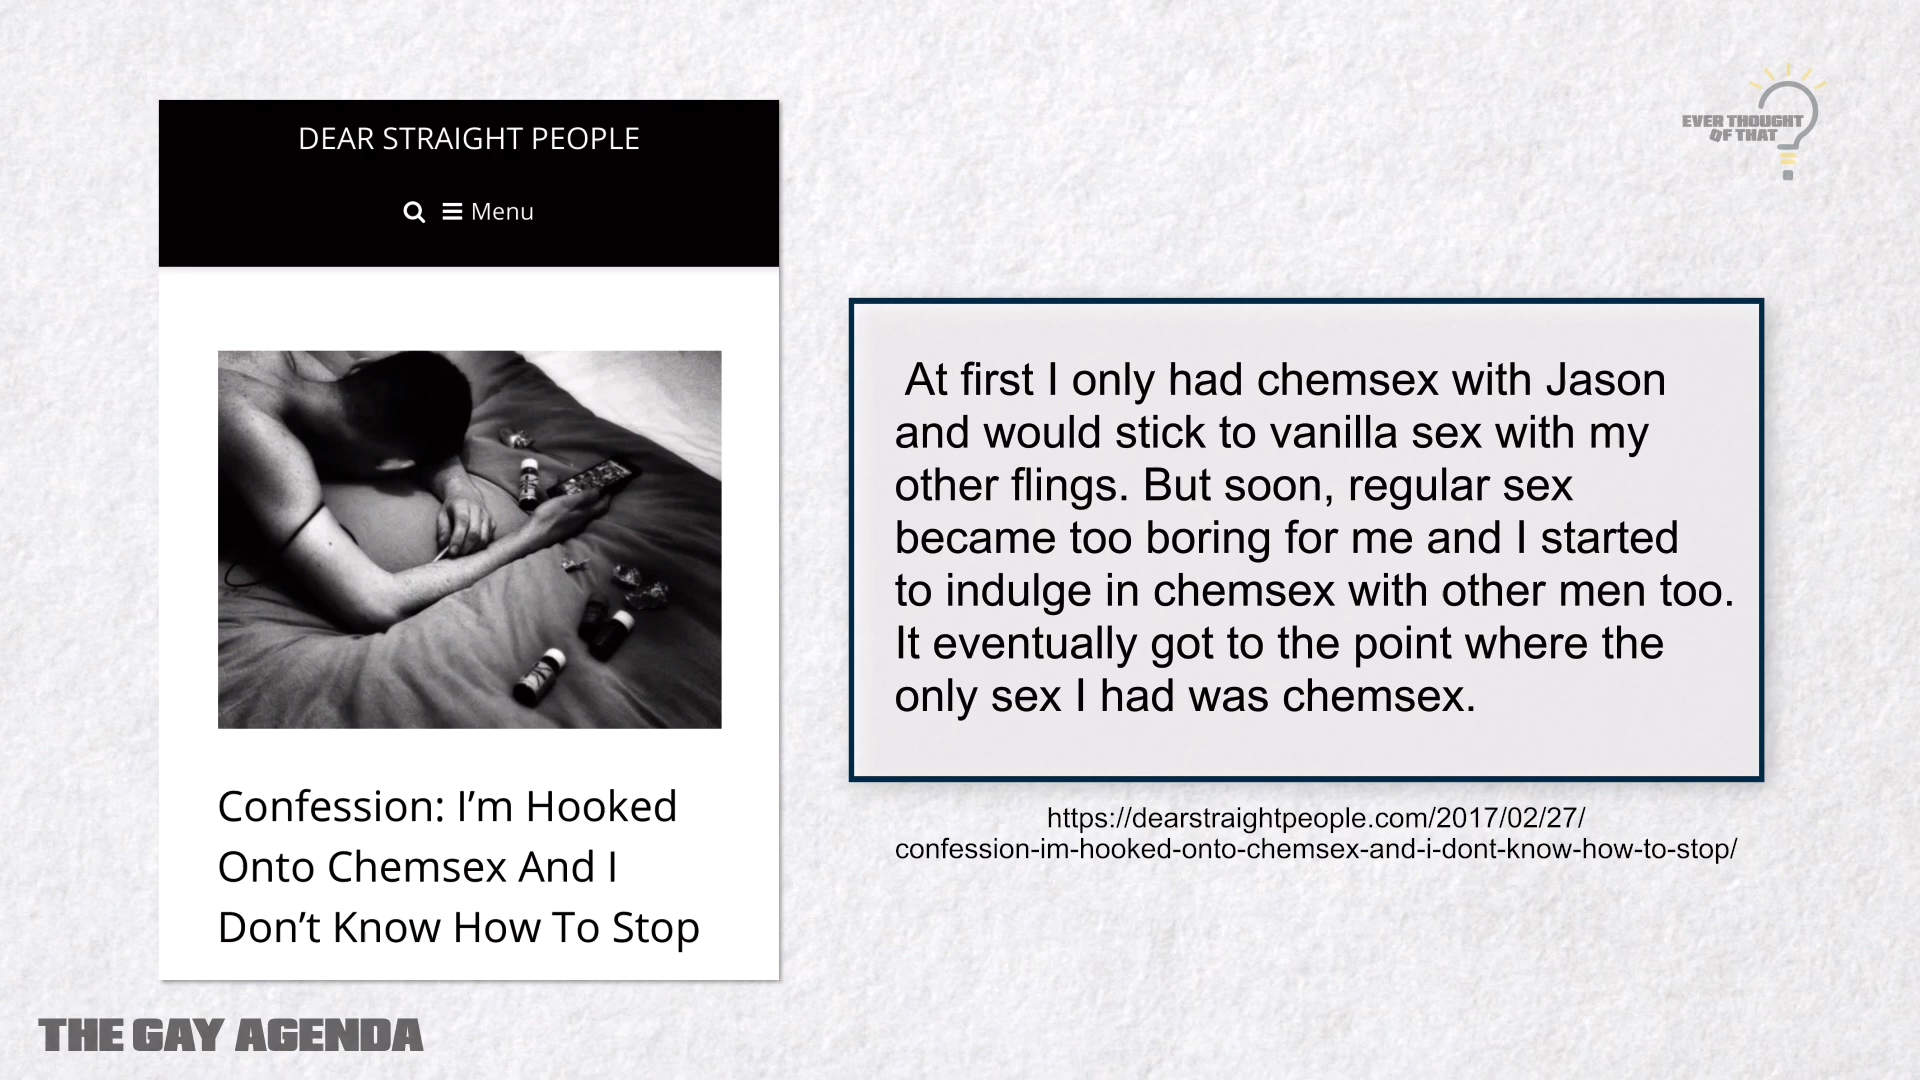 DEAR STRAIGHT PEOPLE
Menu
Confession: I’m Hooked
Onto Chemsex And I
Don’t Know How To Stop
EVER THOUGHT
OF THAT
At first I only had chemsex with Jason
and would stick to vanilla sex with my
other flings. But soon, regular sex
became too boring for me and I started
to indulge in chemsex with other men too.
It eventually got to the point where the
only sex I had was chemsex.
https://dearstraightpeople.com/2017/02/27/
confession-im-hooked-onto-chemsex-and-i-dont-know-how-to-stop/
THE GAY AGENDA